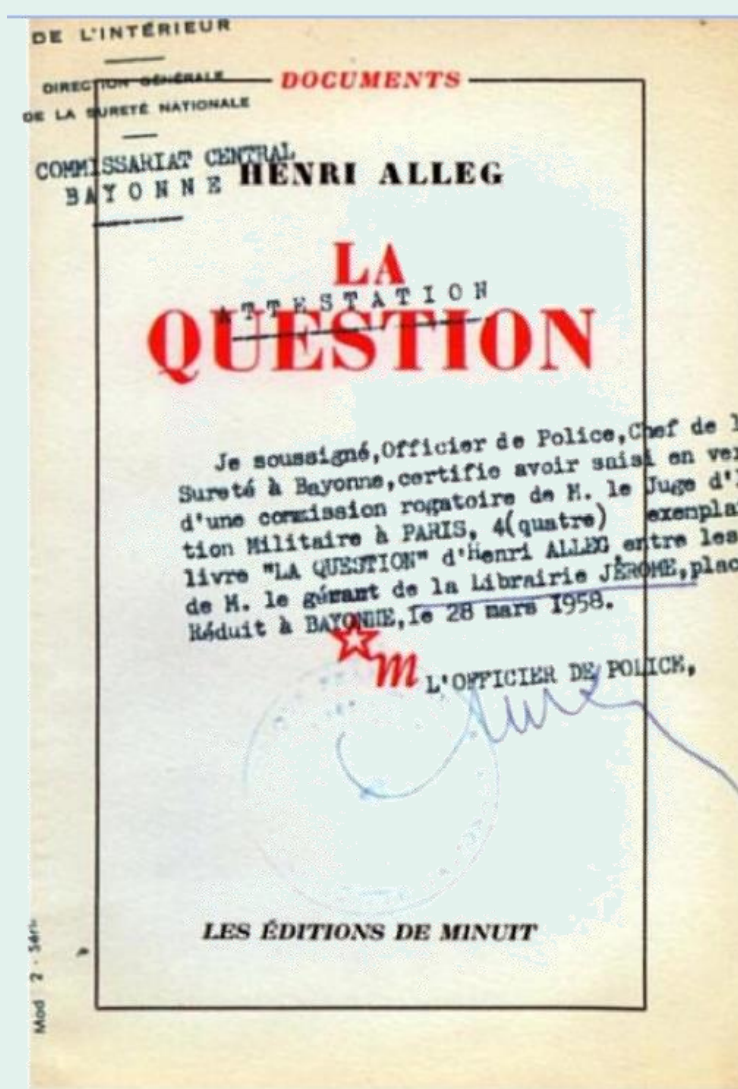 DE L'INTÉRIEUR
DIRECTION GÉNÉRALE
DE LA SURETÉ NATIONALE
DOCUMENTS
COMMISSARIAT CENTRAL
BAYONNE
HENRI ALLEG
LA
ATTESTATION
QUESTION
Je soussigné,Officier de Police,Chef de l
Sureté à Bayonne,certifie avoir saisi en ver
d'une commission rogatoire de M. le Juge d'
tion Militaire à PARIS, 4(quatre) exempla
livre "LA QUESTION" d'Henri ALLEG entre les
de M. le gérant de la Librairie JÉROME,plac
Réduit à BAYONNE,le 28 mars 1958.
m
L'OFFICIER DE POLICE,
LES ÉDITIONS DE MINUIT
Mod 2 - Séri